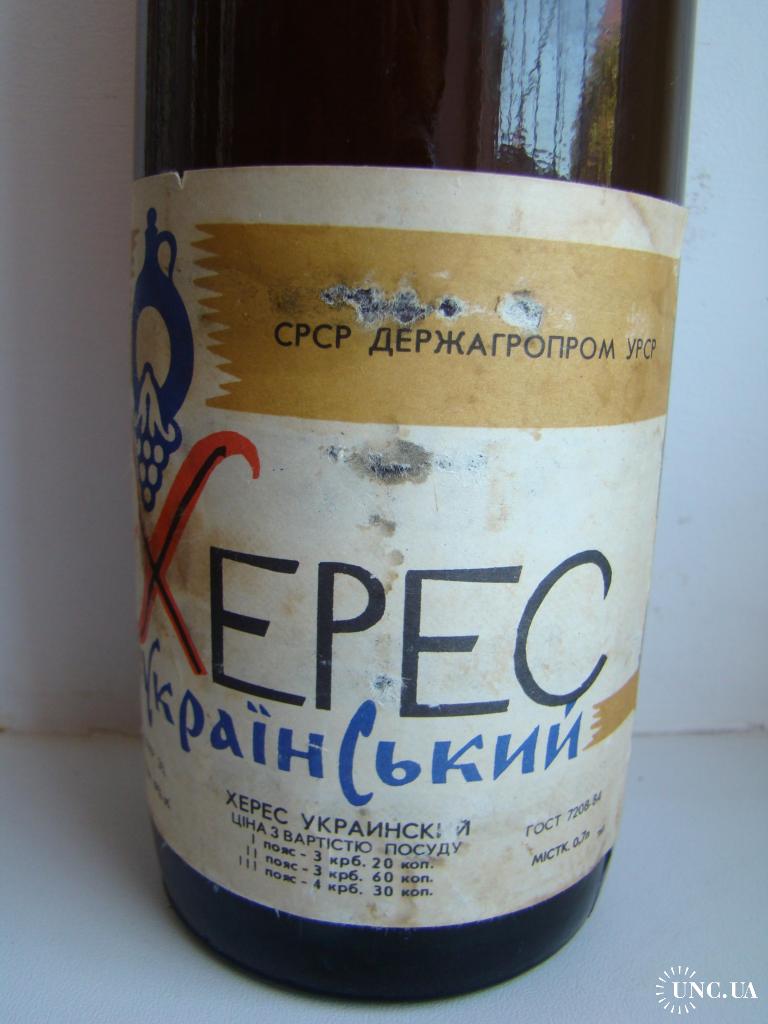 СРСР ДЕРЖАГРОПРОМ УРСР
ХЕРЕС
УкраїнСький
ХЕРЕС УКРАИНСКИЙ
ЦІНА З ВАРТІСТЮ ПОСУДУ
I пояс - 3 крб. 20 коп.
II пояс - 3 крб. 60 коп.
III пояс - 4 крб. 30 коп.
ГОСТ 7208-84
МІСТК. 0,7л
UNC.UA